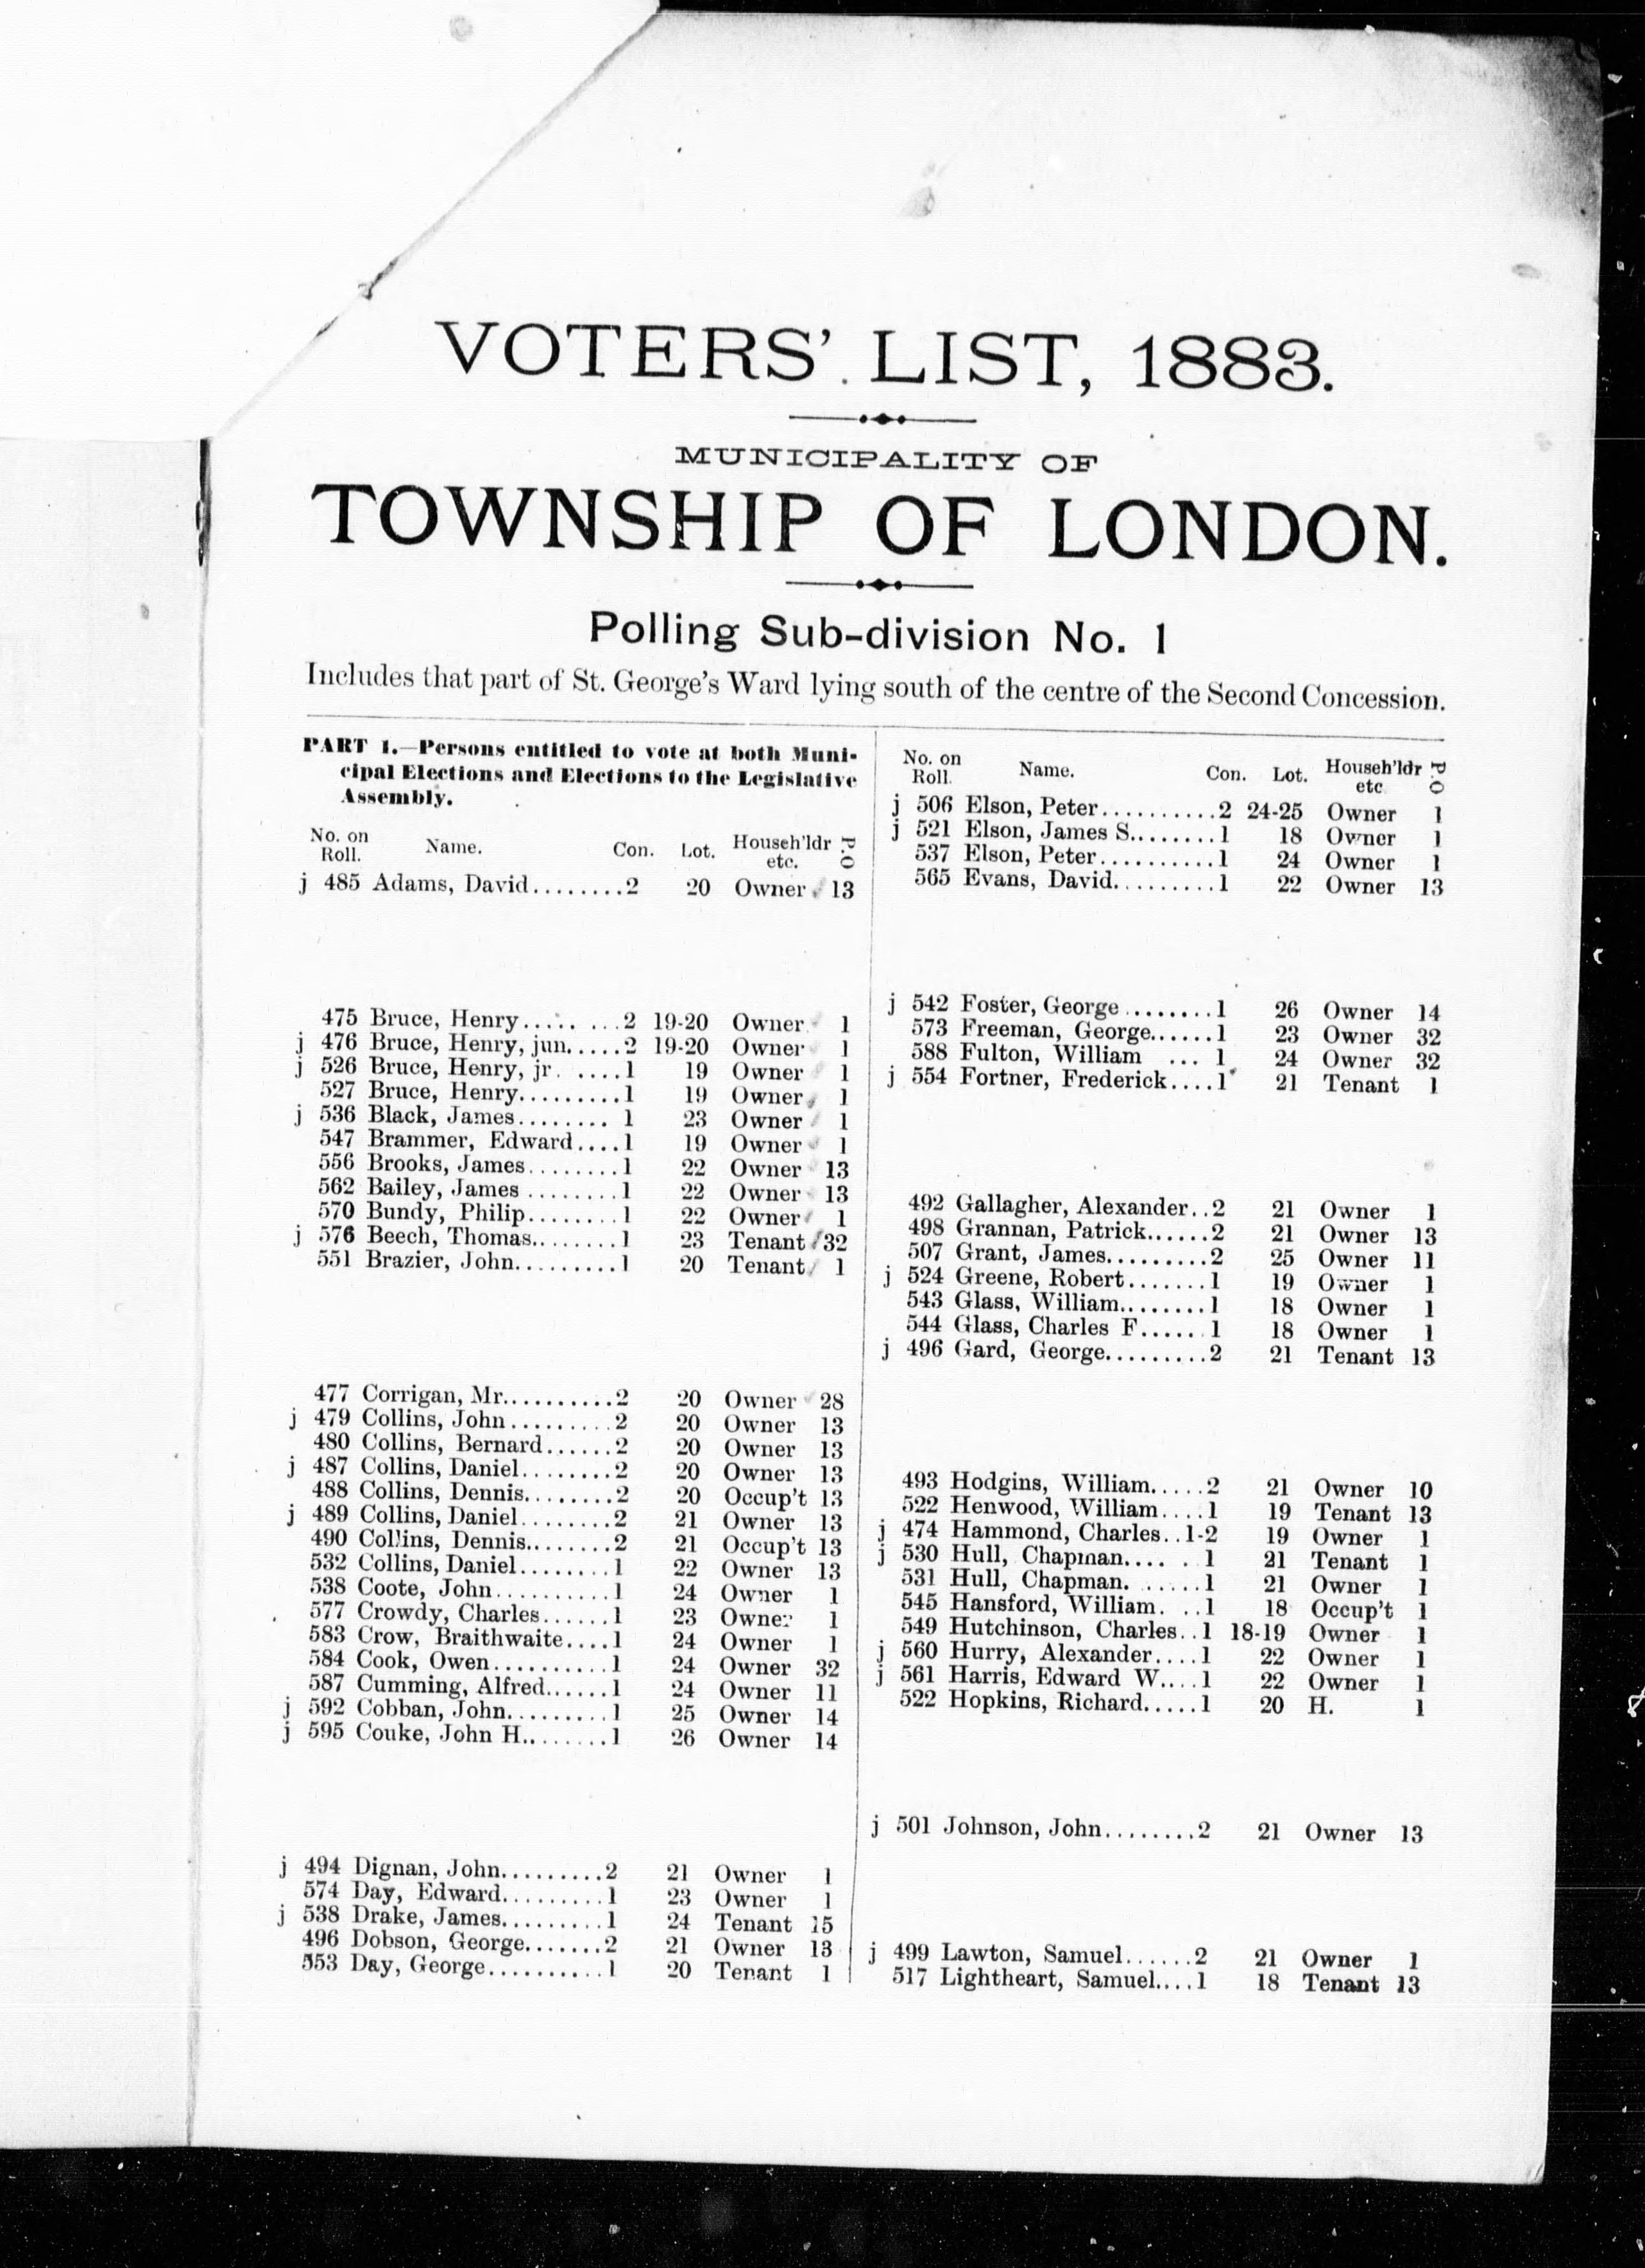 VOTERS' LIST, 1883.
MUNICIPALITY OF
TOWNSHIP OF LONDON.
Polling Sub-division No. 1
Includes that part of St. George's Ward lying south of the centre of the Second Concession.
PART 1.—Persons entitled to vote at both Muni-
cipal Elections and Elections to the Legislative
Assembly.
No. on Roll. Name. Con. Lot. Househ'ldr etc. P.O
j 485 Adams, David........2 20 Owner 13
475 Bruce, Henry..... ...2 19-20 Owner 1
j 476 Bruce, Henry, jun.....2 19-20 Owner 1
j 526 Bruce, Henry, jr. ....1 19 Owner 1
527 Bruce, Henry.........1 19 Owner 1
j 536 Black, James........ 1 23 Owner 1
547 Brammer, Edward....1 19 Owner 1
556 Brooks, James........1 22 Owner 13
562 Bailey, James ........1 22 Owner 13
570 Bundy, Philip........1 22 Owner 1
j 576 Beech, Thomas........1 23 Tenant 32
551 Brazier, John.........1 20 Tenant 1
477 Corrigan, Mr..........2 20 Owner 28
j 479 Collins, John.........2 20 Owner 13
480 Collins, Bernard......2 20 Owner 13
j 487 Collins, Daniel........2 20 Owner 13
488 Collins, Dennis........2 20 Occup't 13
j 489 Collins, Daniel........2 21 Owner 13
490 Collins, Dennis........2 21 Occup't 13
532 Collins, Daniel........1 22 Owner 13
538 Coote, John..........1 24 Owner 1
577 Crowdy, Charles......1 23 Owner 1
583 Crow, Braithwaite....1 24 Owner 1
584 Cook, Owen..........1 24 Owner 32
587 Cumming, Alfred......1 24 Owner 11
j 592 Cobban, John.........1 25 Owner 14
j 595 Couke, John H........1 26 Owner 14
j 494 Dignan, John.........2 21 Owner 1
574 Day, Edward.........1 23 Owner 1
j 538 Drake, James.........1 24 Tenant 15
496 Dobson, George.......2 21 Owner 13
553 Day, George..........1 20 Tenant 1
No. on Roll. Name. Con. Lot. Househ'ldr etc P.O
j 506 Elson, Peter..........2 24-25 Owner 1
j 521 Elson, James S........1 18 Owner 1
537 Elson, Peter..........1 24 Owner 1
565 Evans, David.........1 22 Owner 13
j 542 Foster, George........1 26 Owner 14
573 Freeman, George......1 23 Owner 32
588 Fulton, William ... 1 24 Owner 32
j 554 Fortner, Frederick....1 21 Tenant 1
492 Gallagher, Alexander..2 21 Owner 1
498 Grannan, Patrick......2 21 Owner 13
507 Grant, James.........2 25 Owner 11
j 524 Greene, Robert.......1 19 Owner 1
543 Glass, William........1 18 Owner 1
544 Glass, Charles F..... 1 18 Owner 1
j 496 Gard, George.........2 21 Tenant 13
493 Hodgins, William.....2 21 Owner 10
522 Henwood, William....1 19 Tenant 13
j 474 Hammond, Charles..1-2 19 Owner 1
j 530 Hull, Chapman.... . 1 21 Tenant 1
531 Hull, Chapman. ......1 21 Owner 1
545 Hansford, William. ..1 18 Occup't 1
549 Hutchinson, Charles..1 18-19 Owner 1
j 560 Hurry, Alexander....1 22 Owner 1
j 561 Harris, Edward W....1 22 Owner 1
522 Hopkins, Richard.....1 20 H. 1
j 501 Johnson, John........2 21 Owner 13
j 499 Lawton, Samuel......2 21 Owner 1
517 Lightheart, Samuel....1 18 Tenant 13